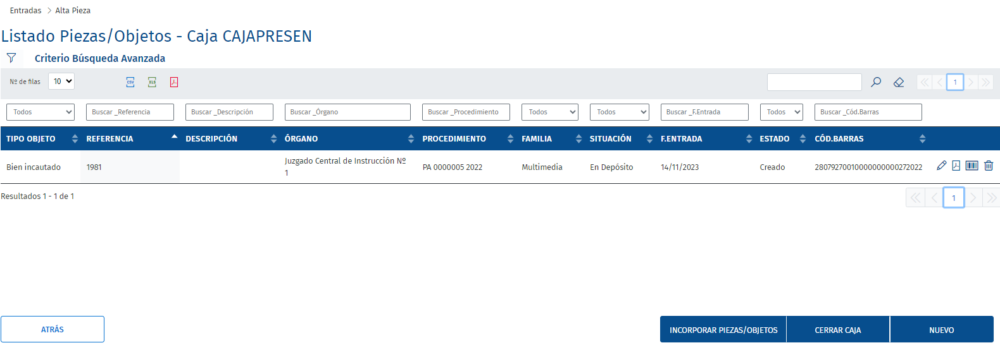 Entradas > Alta Pieza
Listado Piezas/Objetos - Caja CAJAPRESEN
Criterio Búsqueda Avanzada
Nº de filas 10 CSV XLS 1
Todos Buscar _Referencia Buscar _Descripción Buscar _Órgano Buscar _Procedimiento Todos Todos Buscar _F.Entrada Todos Buscar _Cód.Barras
TIPO OBJETO REFERENCIA DESCRIPCIÓN ÓRGANO PROCEDIMIENTO FAMILIA SITUACIÓN F.ENTRADA ESTADO CÓD.BARRAS
Bien incautado 1981 Juzgado Central de Instrucción Nº
1 PA 0000005 2022 Multimedia En Depósito 14/11/2023 Creado 28079270010000000000272022
Resultados 1 - 1 de 1 1
ATRÁS INCORPORAR PIEZAS/OBJETOS CERRAR CAJA NUEVO